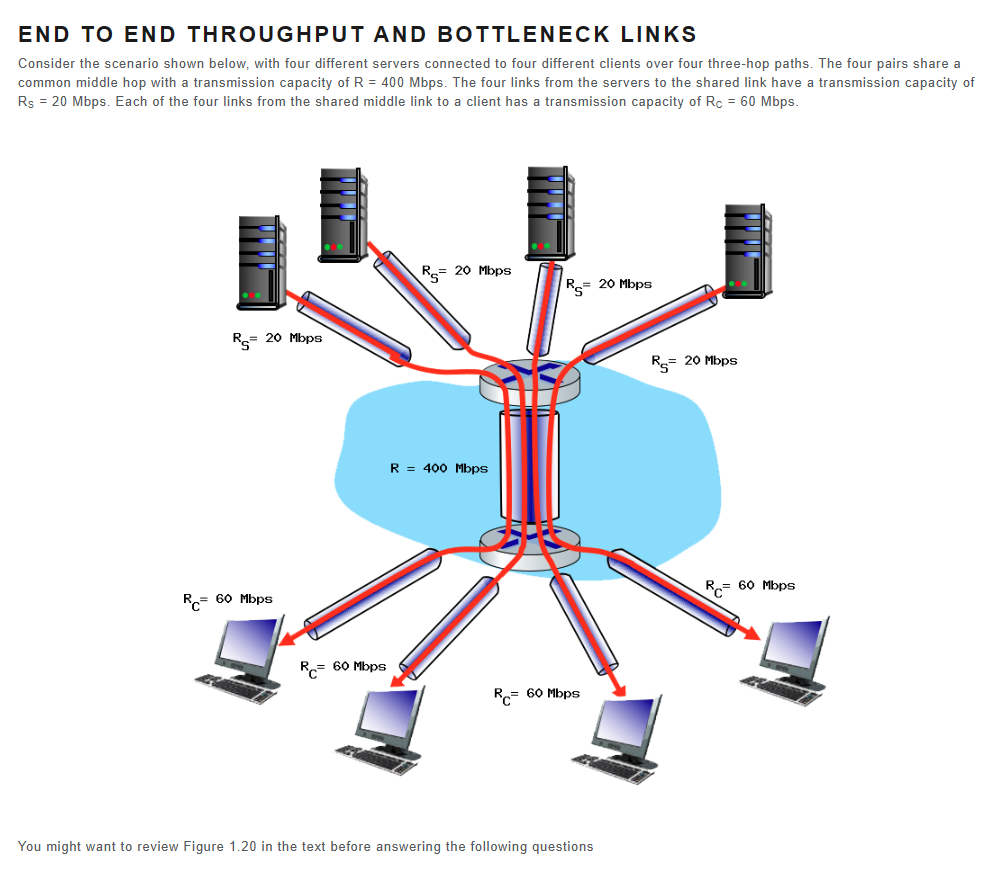 END TO END THROUGHPUT AND BOTTLENECK LINKS
Consider the scenario shown below, with four different servers connected to four different clients over four three-hop paths. The four pairs share a
common middle hop with a transmission capacity of R = 400 Mbps. The four links from the servers to the shared link have a transmission capacity of
RS = 20 Mbps. Each of the four links from the shared middle link to a client has a transmission capacity of RC = 60 Mbps.
RS= 20 Mbps
RS= 20 Mbps
RS= 20 Mbps
RS= 20 Mbps
R = 400 Mbps
RC= 60 Mbps
RC= 60 Mbps
RC= 60 Mbps
RC= 60 Mbps
You might want to review Figure 1.20 in the text before answering the following questions